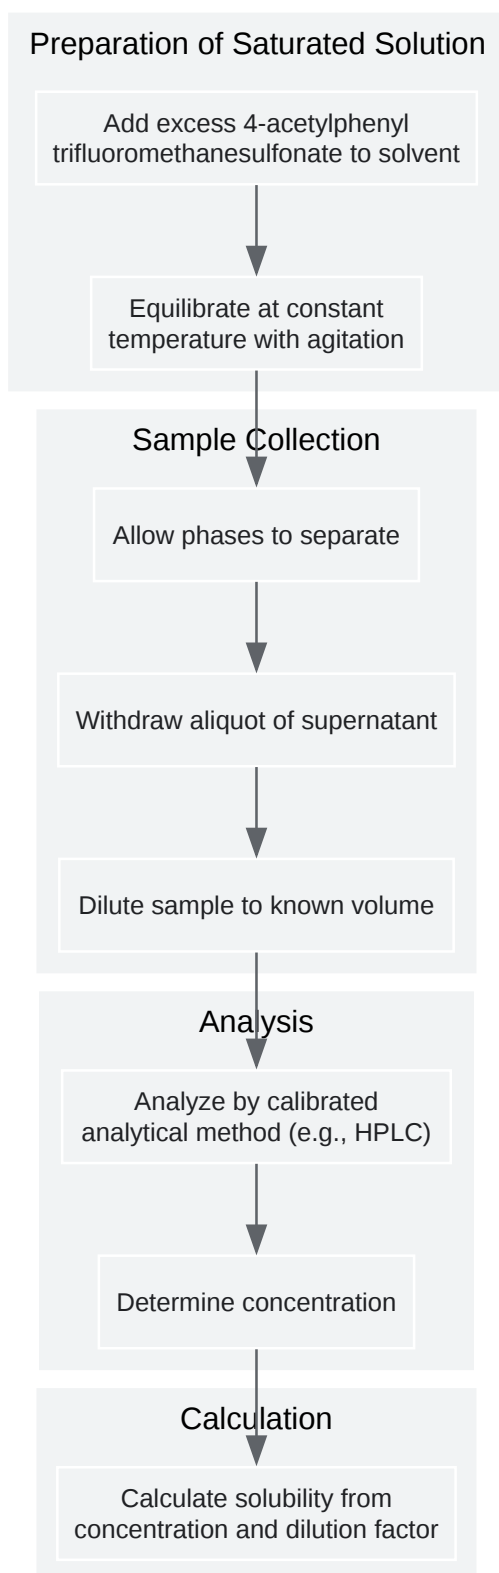 Preparation of Saturated Solution
Add excess 4-acetylphenyl
trifluoromethanesulfonate to solvent
Equilibrate at constant
temperature with agitation
Sample Collection
Allow phases to separate
Withdraw aliquot of supernatant
Dilute sample to known volume
Analysis
Analyze by calibrated
analytical method (e.g., HPLC)
Determine concentration
Calculation
Calculate solubility from
concentration and dilution factor